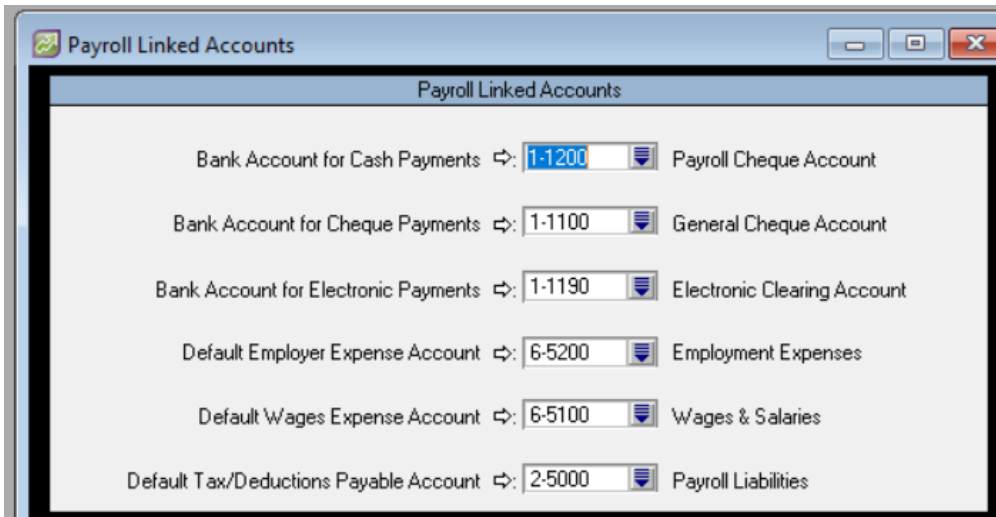 Payroll Linked Accounts
Payroll Linked Accounts
Bank Account for Cash Payments ⇨: 1-1200 Payroll Cheque Account
Bank Account for Cheque Payments ⇨: 1-1100 General Cheque Account
Bank Account for Electronic Payments ⇨: 1-1190 Electronic Clearing Account
Default Employer Expense Account ⇨: 6-5200 Employment Expenses
Default Wages Expense Account ⇨: 6-5100 Wages & Salaries
Default Tax/Deductions Payable Account ⇨: 2-5000 Payroll Liabilities